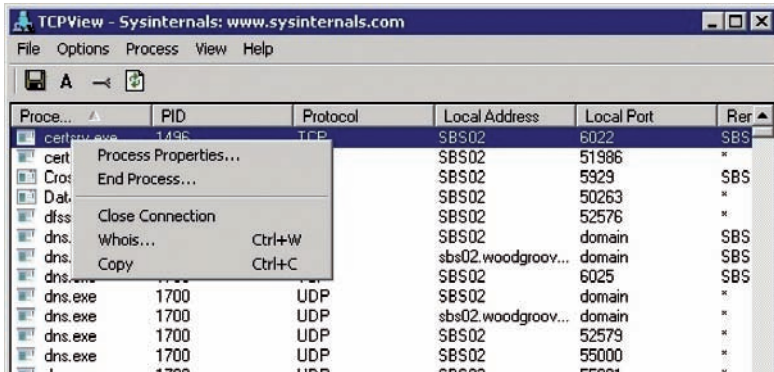 TCPView - Sysinternals: www.sysinternals.com
File Options Process View Help
A
Proce... PID Protocol Local Address Local Port Rer
certsrv.exe 1496 TCP SBS02 6022 SBS
cert SBS02 51986 *
Process Properties...
Cros SBS02 5929 SBS
End Process...
Dat SBS02 50263 *
dfss SBS02 52576 *
Close Connection
dns. SBS02 domain SBS
Whois... Ctrl+W
dns. sbs02.woodgroov... domain SBS
Copy Ctrl+C
dns. SBS02 6025 SBS
dns.exe 1700 UDP SBS02 domain *
dns.exe 1700 UDP sbs02.woodgroov... domain *
dns.exe 1700 UDP SBS02 52579 *
dns.exe 1700 UDP SBS02 55000 *